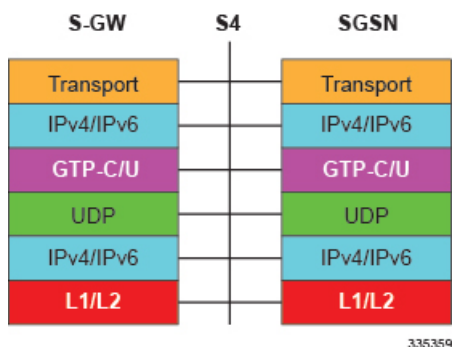 S-GW S4 SGSN
Transport Transport
IPv4/IPv6 IPv4/IPv6
GTP-C/U GTP-C/U
UDP UDP
IPv4/IPv6 IPv4/IPv6
L1/L2 L1/L2
335359